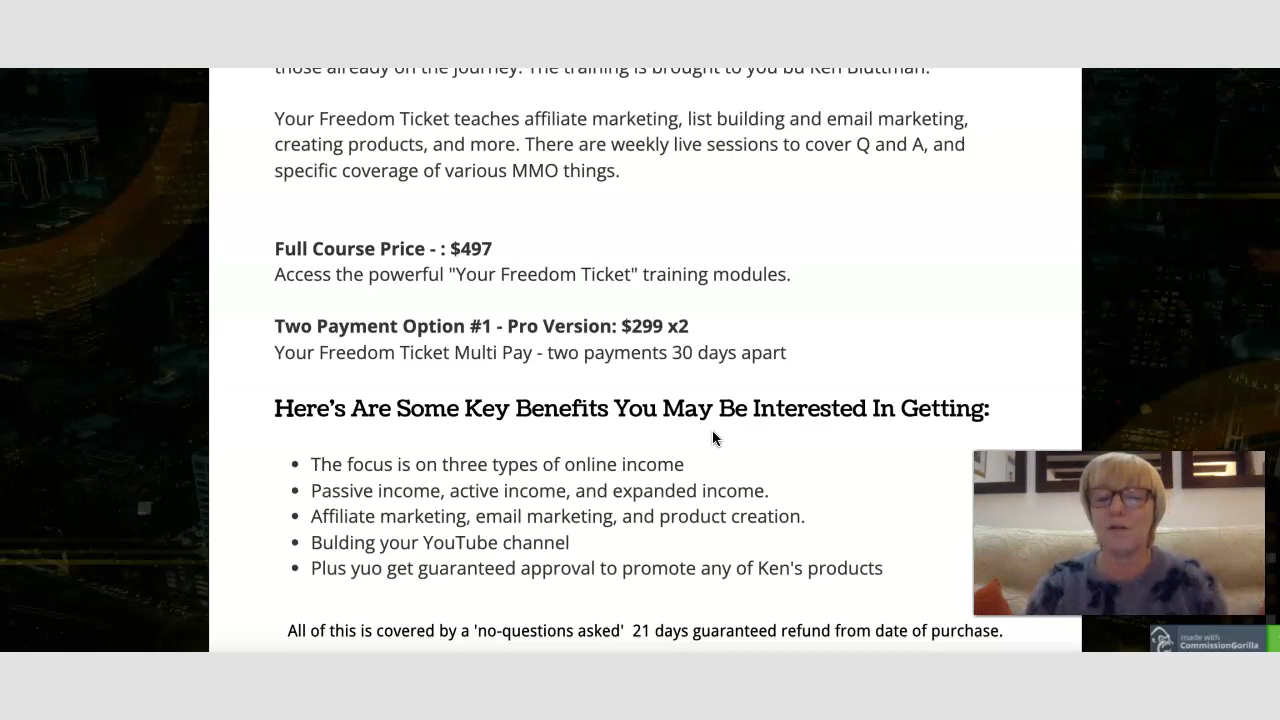 those already on the journey. The training is brought to you bu Ken Bluttman.
Your Freedom Ticket teaches affiliate marketing, list building and email marketing,
creating products, and more. There are weekly live sessions to cover Q and A, and
specific coverage of various MMO things.
Full Course Price - : $497
Access the powerful "Your Freedom Ticket" training modules.
Two Payment Option #1 - Pro Version: $299 x2
Your Freedom Ticket Multi Pay - two payments 30 days apart
Here's Are Some Key Benefits You May Be Interested In Getting:
The focus is on three types of online income
Passive income, active income, and expanded income.
Affiliate marketing, email marketing, and product creation.
Bulding your YouTube channel
Plus yuo get guaranteed approval to promote any of Ken's products
All of this is covered by a 'no-questions asked' 21 days guaranteed refund from date of purchase.
made with
CommissionGorilla